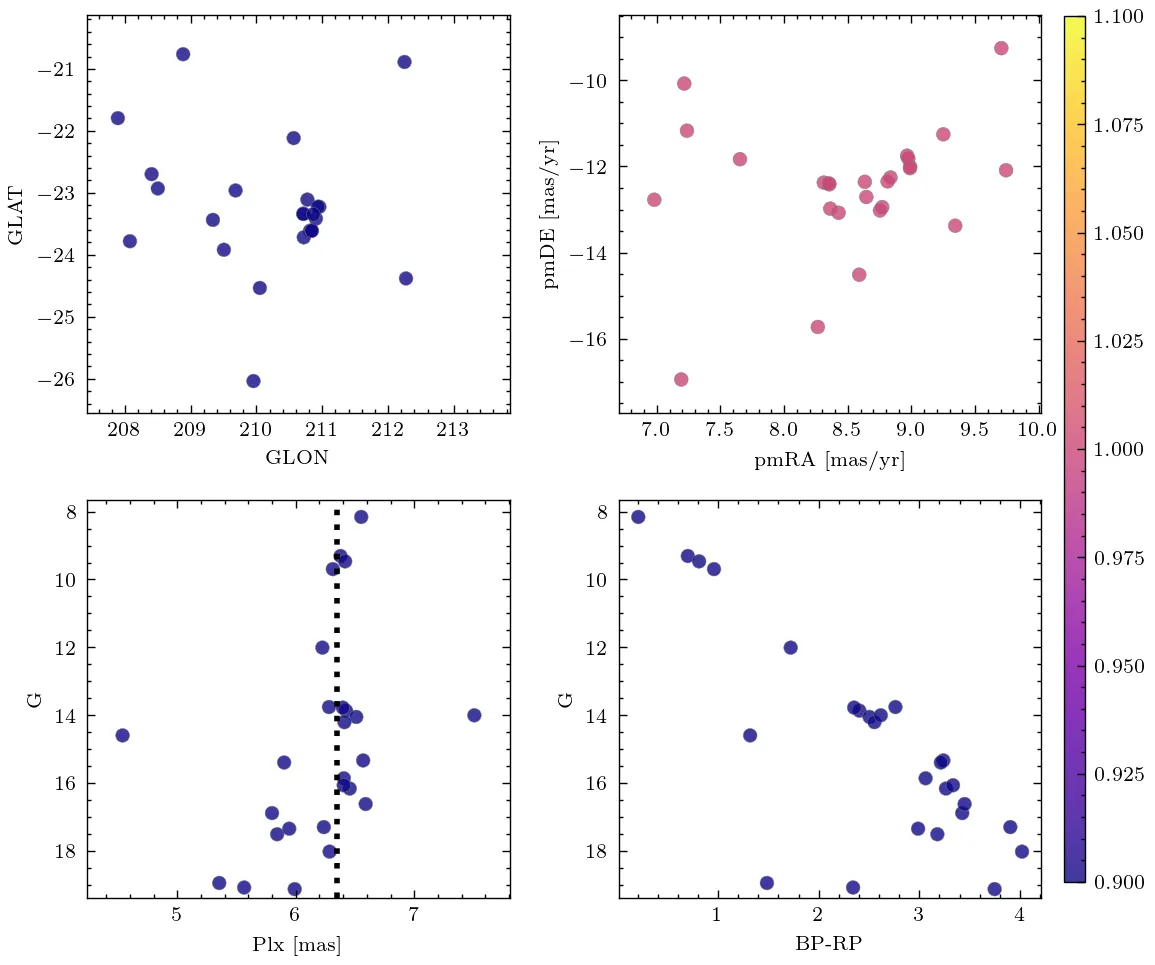 −21
−22
−23
−24
−25
−26
GLAT
208 209 210 211 212 213
GLON
−10
−12
−14
−16
pmDE [mas/yr]
7.0 7.5 8.0 8.5 9.0 9.5 10.0
pmRA [mas/yr]
8
10
12
14
16
18
G
5 6 7
Plx [mas]
8
10
12
14
16
18
G
1 2 3 4
BP-RP
1.100
1.075
1.050
1.025
1.000
0.975
0.950
0.925
0.900